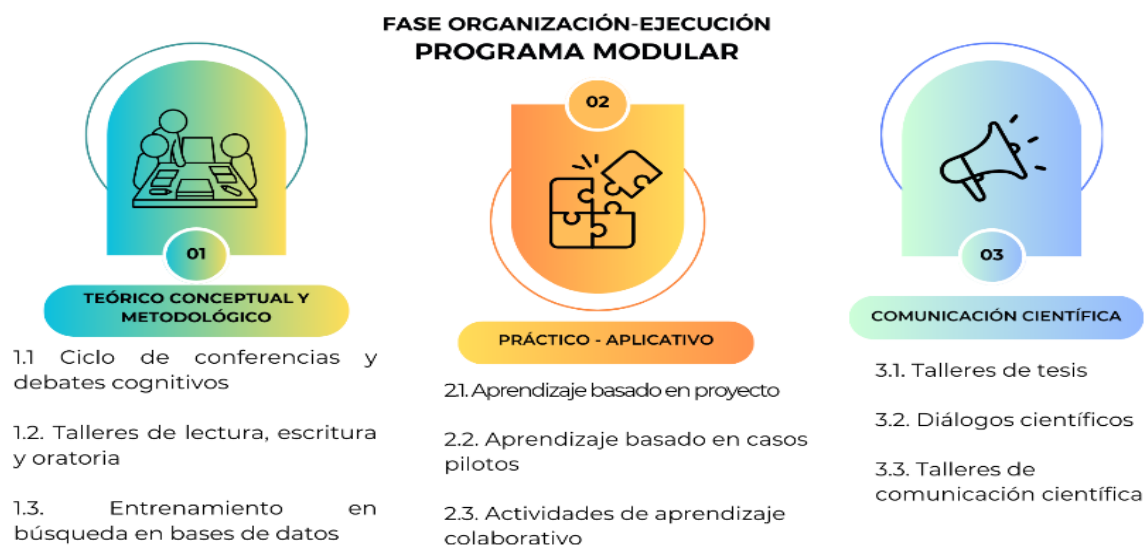 FASE ORGANIZACIÓN-EJECUCIÓN
PROGRAMA MODULAR
01
TEÓRICO CONCEPTUAL Y
METODOLÓGICO
1.1 Ciclo de conferencias y
debates cognitivos
1.2. Talleres de lectura, escritura
y oratoria
1.3. Entrenamiento en
búsqueda en bases de datos
02
PRÁCTICO - APLICATIVO
2.1. Aprendizaje basado en proyecto
2.2. Aprendizaje basado en casos
pilotos
2.3. Actividades de aprendizaje
colaborativo
03
COMUNICACIÓN CIENTÍFICA
3.1. Talleres de tesis
3.2. Diálogos científicos
3.3. Talleres de
comunicación científica